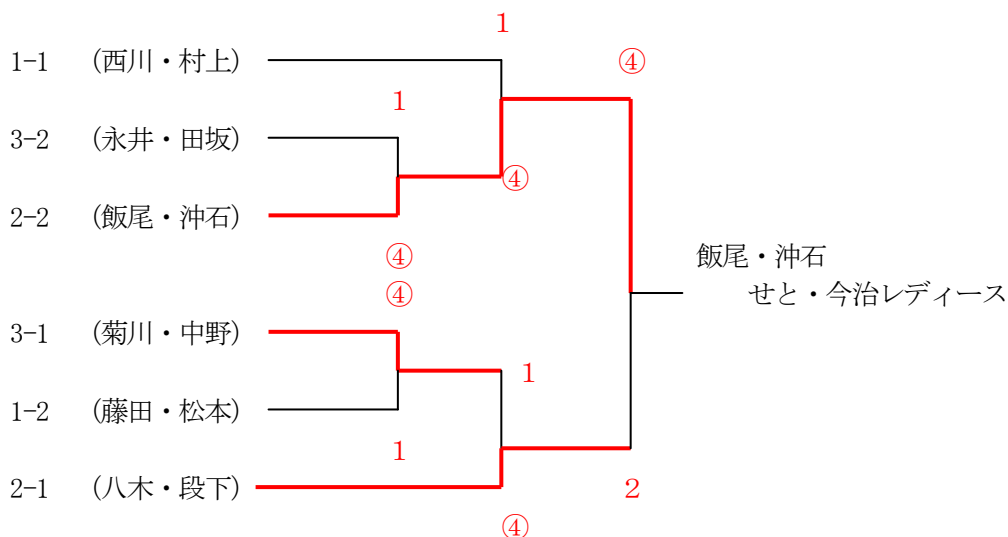 1
1-1 （西川・村上） ④
1
3-2 （永井・田坂）
④
2-2 （飯尾・沖石）
④
飯尾・沖石
④
せと・今治レディース
3-1 （菊川・中野）
1
1-2 （藤田・松本）
1
2-1 （八木・段下） 2
④